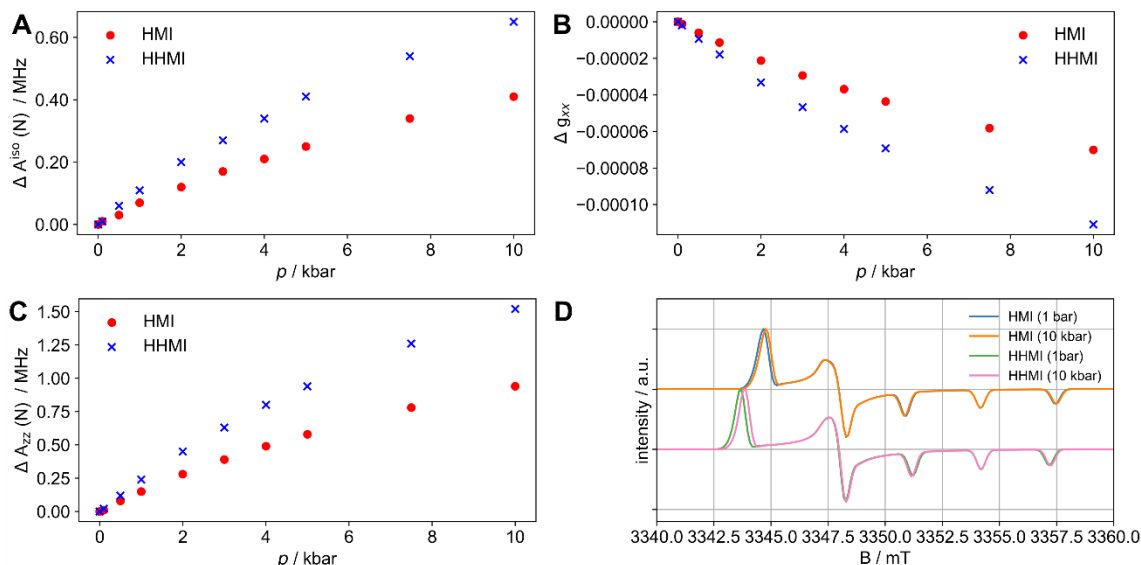 A
HMI
HHMI
Δ A^iso (N) / MHz
0.60
0.40
0.20
0.00
0 2 4 6 8 10
p / kbar
B
HMI
HHMI
Δ g_xx
0.00000
−0.00002
−0.00004
−0.00006
−0.00008
−0.00010
0 2 4 6 8 10
p / kbar
C
HMI
HHMI
Δ A_zz (N) / MHz
1.50
1.25
1.00
0.75
0.50
0.25
0.00
0 2 4 6 8 10
p / kbar
D
HMI (1 bar)
HMI (10 kbar)
HHMI (1bar)
HHMI (10 kbar)
intensity / a.u.
3340.0 3342.5 3345.0 3347.5 3350.0 3352.5 3355.0 3357.5 3360.0
B / mT